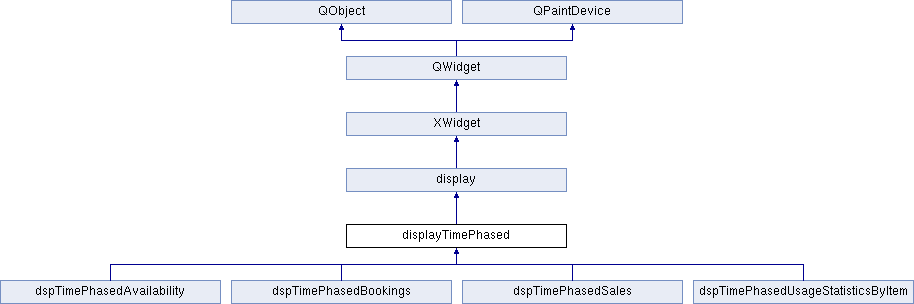 QObject
QPaintDevice
QWidget
XWidget
display
displayTimePhased
dspTimePhasedAvailability
dspTimePhasedBookings
dspTimePhasedSales
dspTimePhasedUsageStatisticsByItem